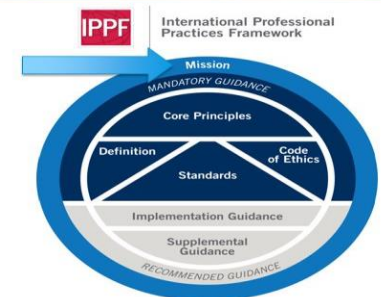 IPPF
International Professional
Practices Framework
Mission
MANDATORY GUIDANCE
Core Principles
Definition
Code
of Ethics
Standards
Implementation Guidance
Supplemental
Guidance
RECOMMENDED GUIDANCE